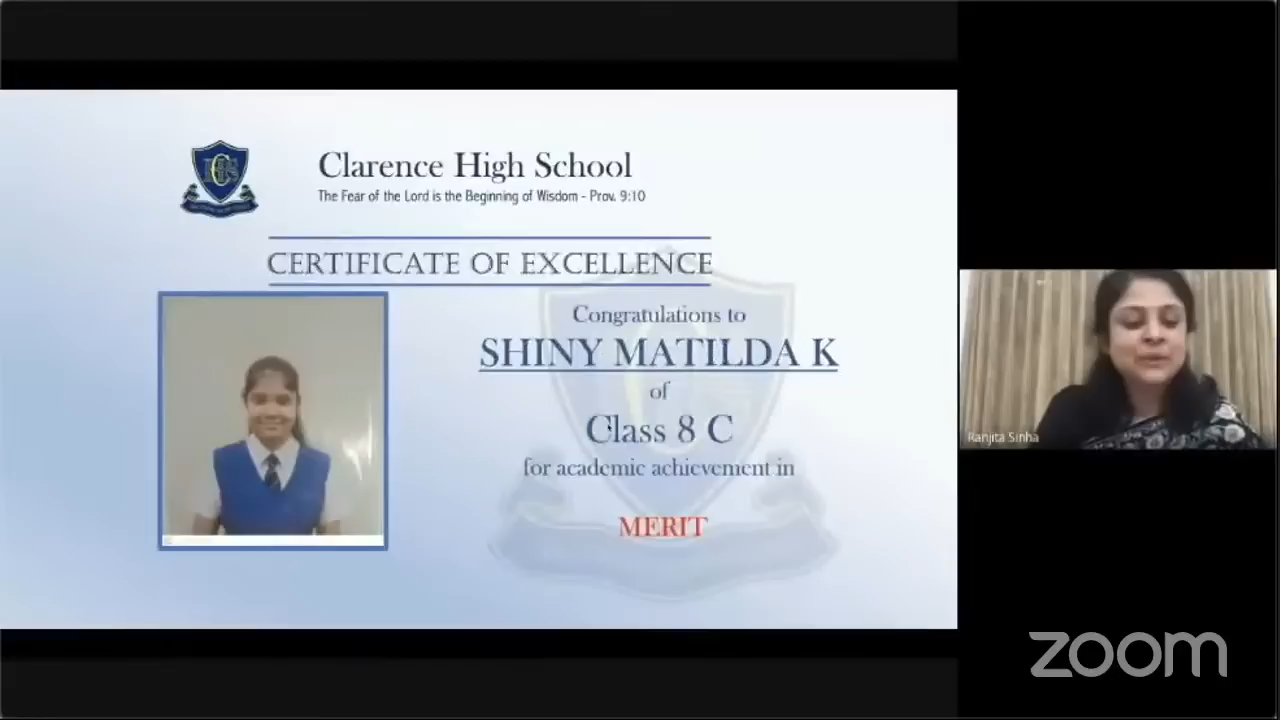 Clarence High School
The Fear of the Lord is the Beginning of Wisdom - Prov. 9:10
CERTIFICATE OF EXCELLENCE
Congratulations to
SHINY MATILDA K
of
Class 8 C
for academic achievement in
MERIT
Ranjita Sinha
zoom